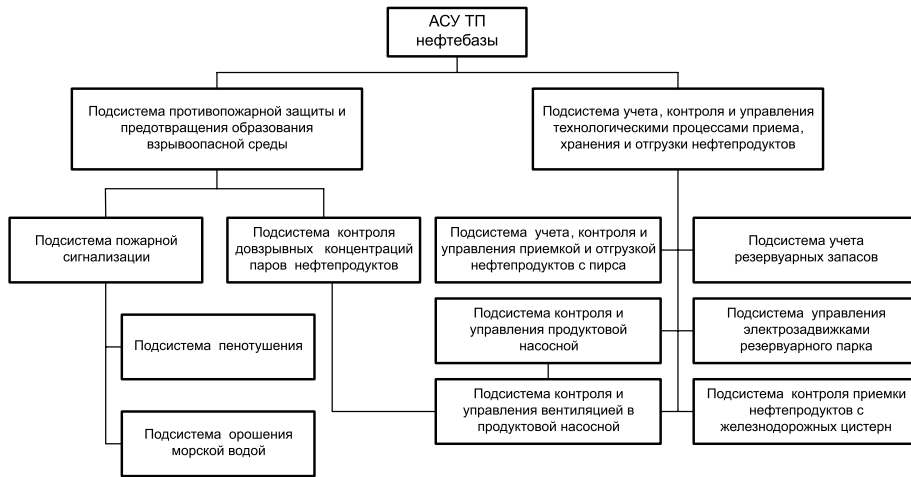 АСУ ТП
нефтебазы
Подсистема противопожарной защиты и
предотвращения образования
взрывоопасной среды
Подсистема учета, контроля и управления
технологическими процессами приема,
хранения и отгрузки нефтепродуктов
Подсистема пожарной
сигнализации
Подсистема контроля
довзрывных концентраций
паров нефтепродуктов
Подсистема учета, контроля и
управления приемкой и отгрузкой
нефтепродуктов с пирса
Подсистема учета
резервуарных запасов
Подсистема пенотушения
Подсистема контроля и
управления продуктовой
насосной
Подсистема управления
электрозадвижками
резервуарного парка
Подсистема орошения
морской водой
Подсистема контроля и
управления вентиляцией в
продуктовой насосной
Подсистема контроля приемки
нефтепродуктов с
железнодорожных цистерн